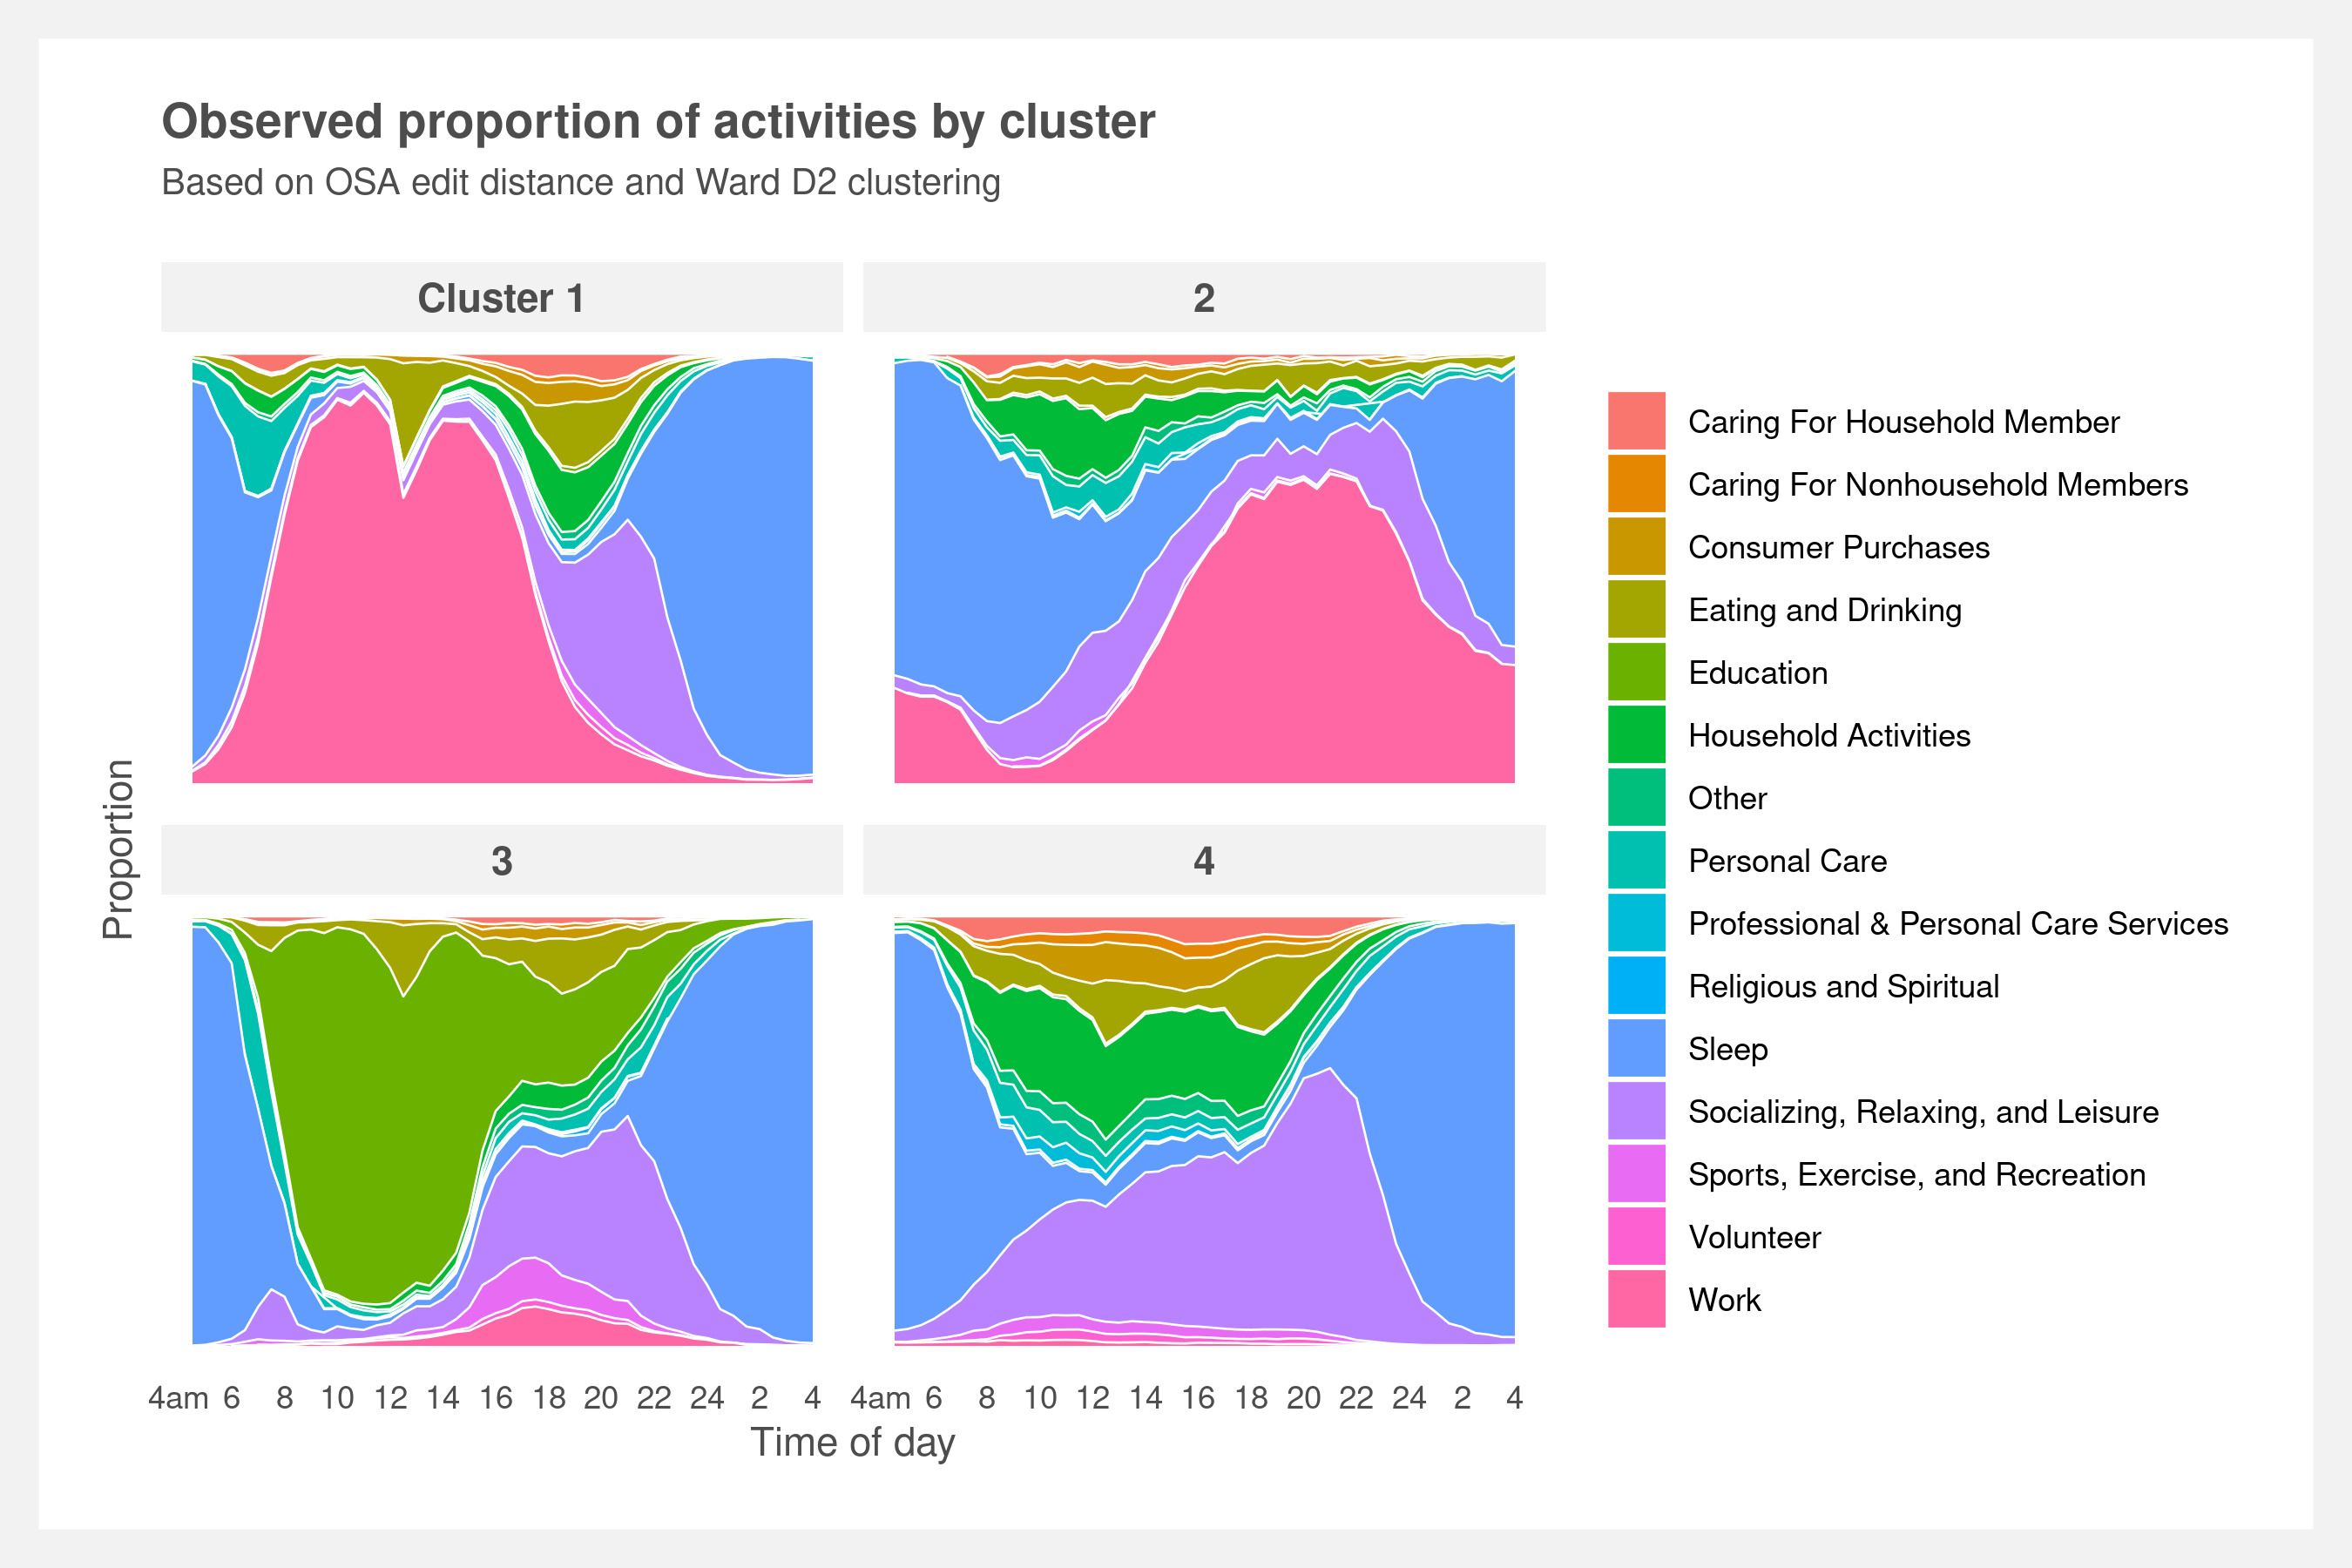 Observed proportion of activities by cluster
Based on OSA edit distance and Ward D2 clustering
Cluster 1
2
3
4
Proportion
4am 6 8 10 12 14 16 18 20 22 24 2 4
4am 6 8 10 12 14 16 18 20 22 24 2 4
Time of day
Caring For Household Member
Caring For Nonhousehold Members
Consumer Purchases
Eating and Drinking
Education
Household Activities
Other
Personal Care
Professional & Personal Care Services
Religious and Spiritual
Sleep
Socializing, Relaxing, and Leisure
Sports, Exercise, and Recreation
Volunteer
Work